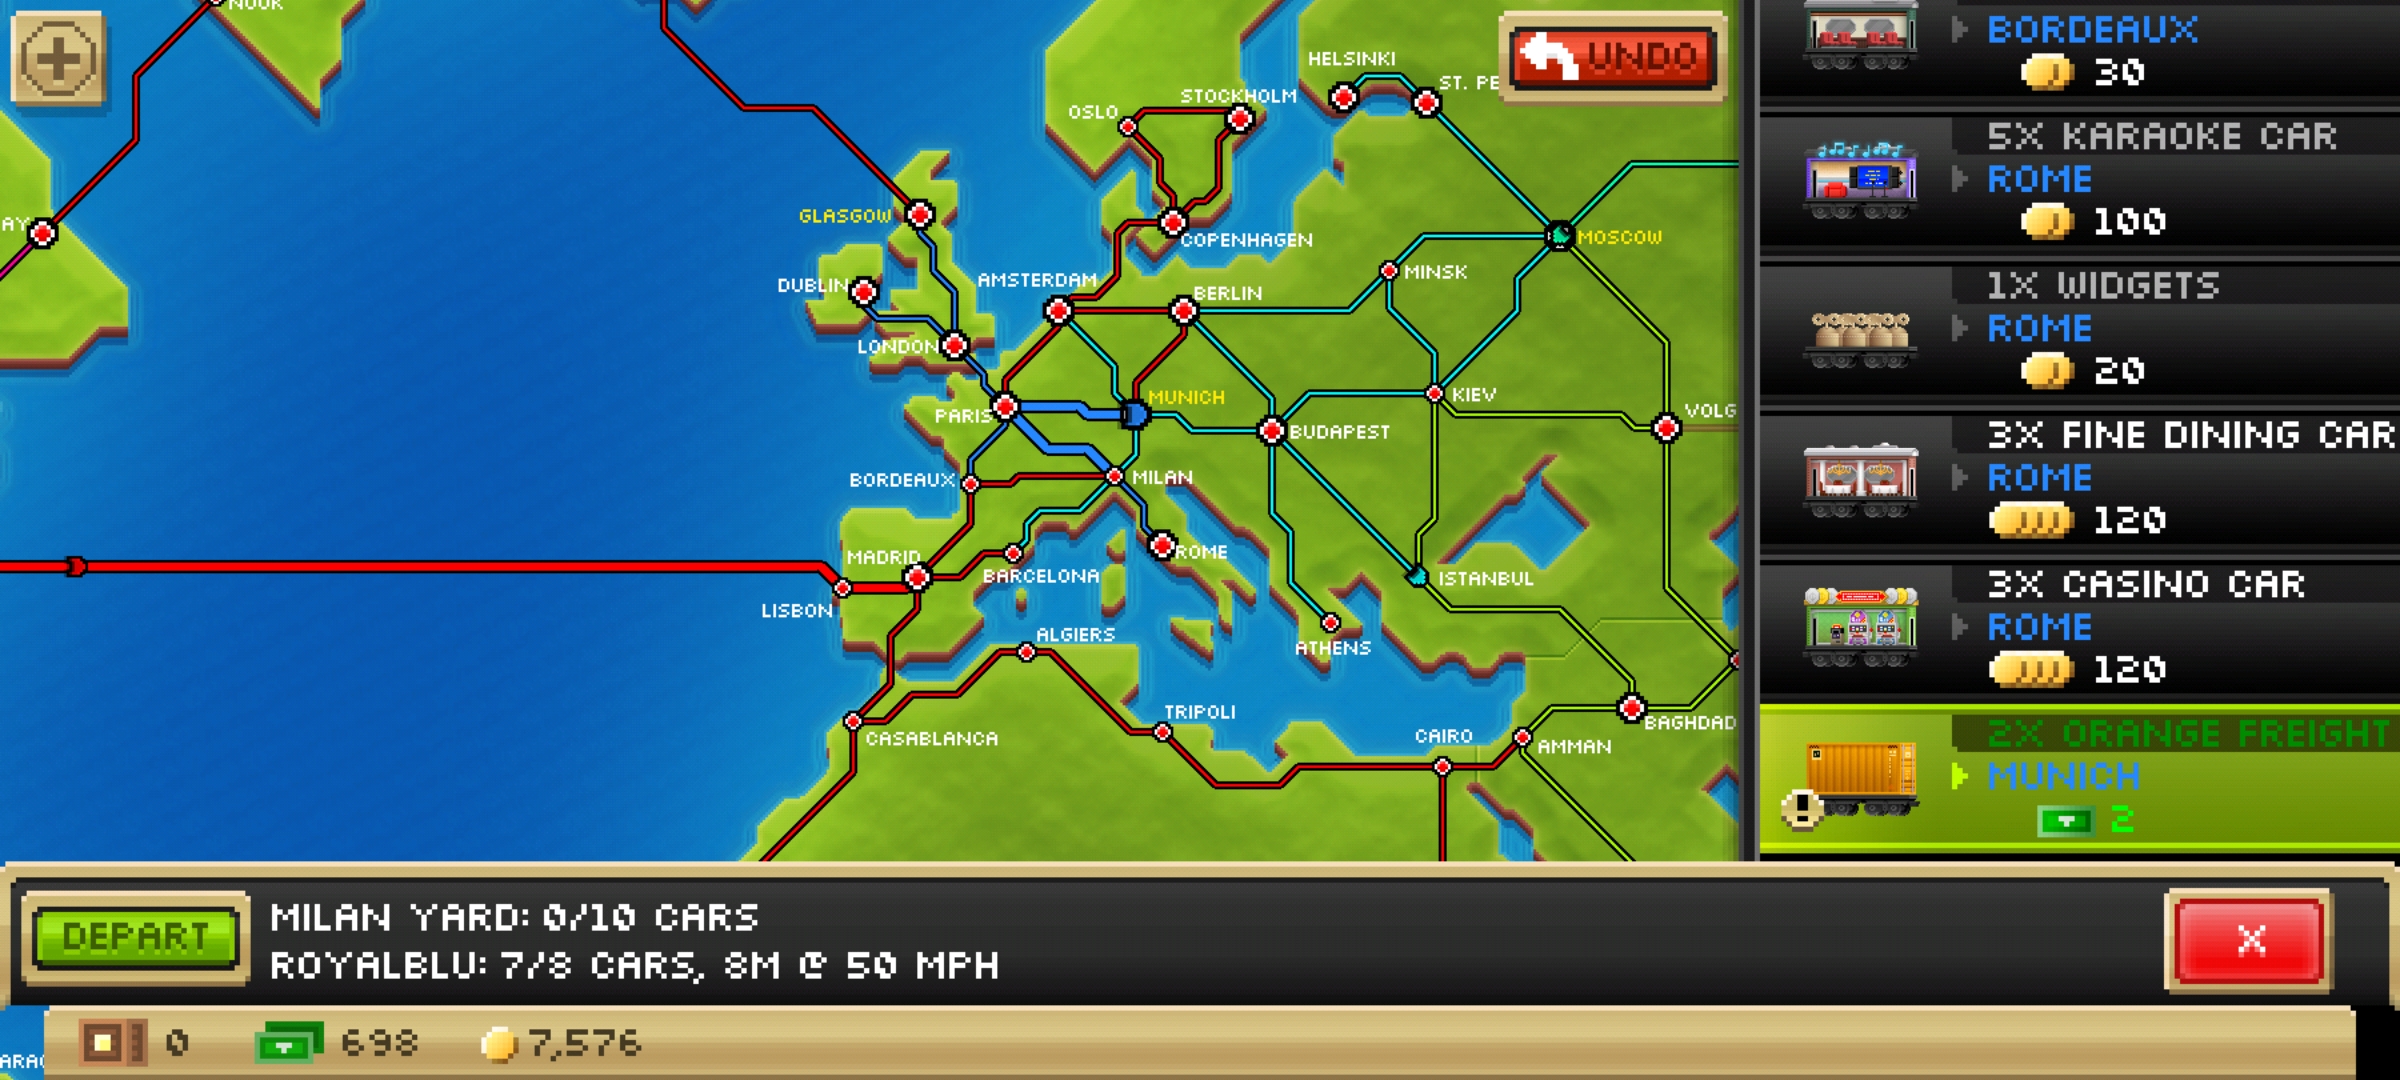 NUUK
UNDO
HELSINKI
ST. PE
STOCKHOLM
OSLO
GLASGOW
AY
COPENHAGEN
MOSCOW
MINSK
DUBLIN
AMSTERDAM
BERLIN
LONDON
MUNICH
KIEV
PARIS
VOLG
BUDAPEST
BORDEAUX
MILAN
MADRID
ROME
BARCELONA
ISTANBUL
LISBON
ALGIERS
ATHENS
TRIPOLI
BAGHDAD
CASABLANCA
CAIRO
AMMAN
BORDEAUX
30
5X KARAOKE CAR
ROME
100
1X WIDGETS
ROME
20
3X FINE DINING CAR
ROME
120
3X CASINO CAR
ROME
120
2X ORANGE FREIGHT
MUNICH
2
DEPART
MILAN YARD: 0/10 CARS
ROYALBLU: 7/8 CARS, 8M @ 50 MPH
X
0
698
7,576
ARAC